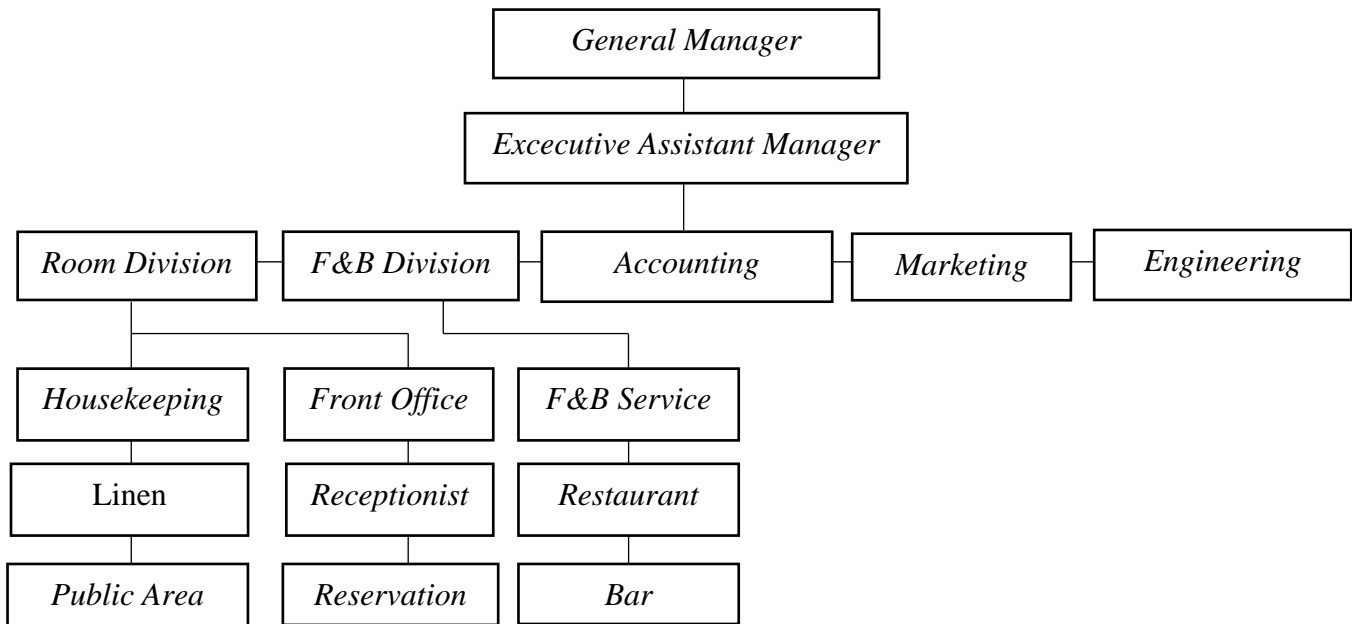 General Manager
Excecutive Assistant Manager
Room Division
F&B Division
Accounting
Marketing
Engineering
Housekeeping
Front Office
F&B Service
Linen
Receptionist
Restaurant
Public Area
Reservation
Bar